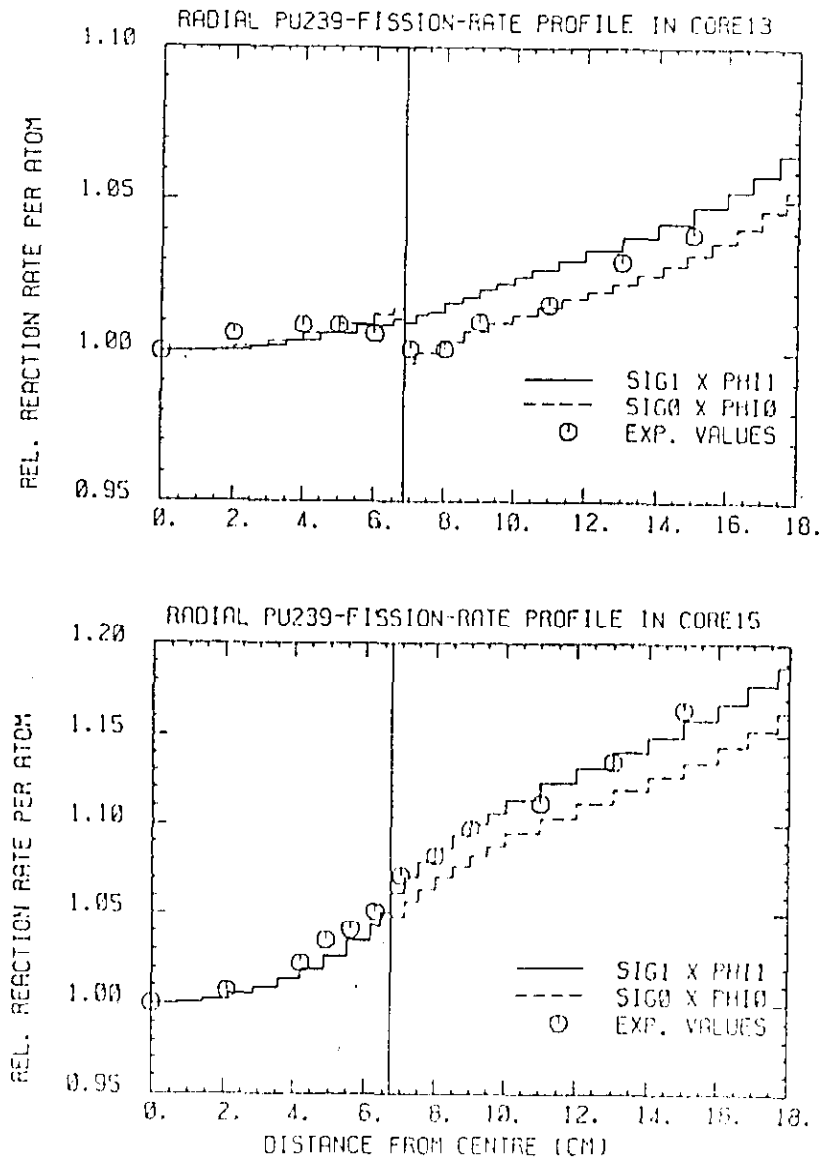 RADIAL PU239-FISSION-RATE PROFILE IN CORE13
REL. REACTION RATE PER ATOM
1.10
1.05
1.00
0.95
SIG1 X PHI1
SIG0 X PHI0
EXP. VALUES
0. 2. 4. 6. 8. 10. 12. 14. 16. 18.
RADIAL PU239-FISSION-RATE PROFILE IN CORE15
REL. REACTION RATE PER ATOM
1.20
1.15
1.10
1.05
1.00
0.95
SIG1 X PHI1
SIG0 X PHI0
EXP. VALUES
0. 2. 4. 6. 8. 10. 12. 14. 16. 18.
DISTANCE FROM CENTRE (CM)